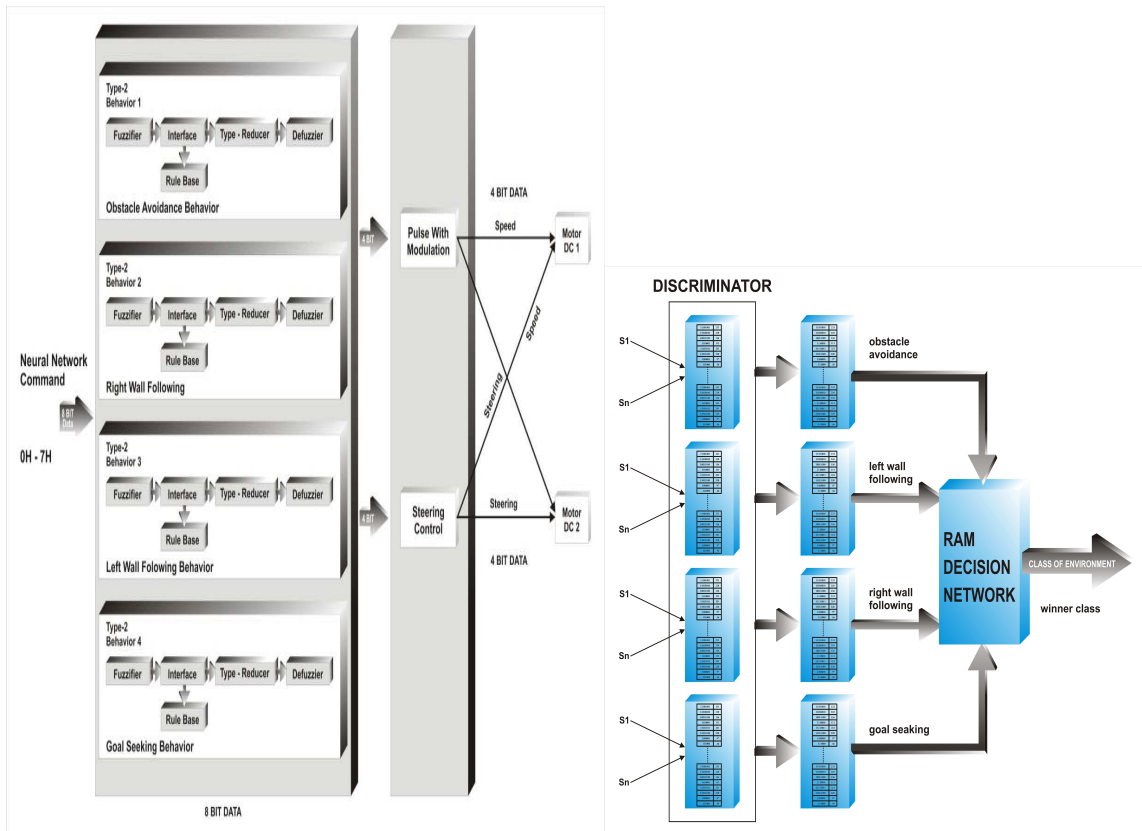 Type-2
Behavior 1
Fuzzifier
Interface
Type - Reducer
Defuzzier
Rule Base
Obstacle Avoidance Behavior
Type-2
Behavior 2
Fuzzifier
Interface
Type - Reducer
Defuzzier
Rule Base
Right Wall Following
Type-2
Behavior 3
Fuzzifier
Interface
Type - Reducer
Defuzzier
Rule Base
Left Wall Folowing Behavior
Type-2
Behavior 4
Fuzzifier
Interface
Type - Reducer
Defuzzier
Rule Base
Goal Seeking Behavior
Neural Network
Command
8 BIT
Data
0H - 7H
8 BIT DATA
4 BIT
4 BIT
Pulse With
Modulation
Steering
Control
4 BIT DATA
Speed
Speed
Steering
Steering
4 BIT DATA
Motor
DC 1
Motor
DC 2
DISCRIMINATOR
S1
Sn
obstacle
avoidance
S1
Sn
left wall
following
S1
Sn
right wall
following
S1
Sn
goal seeking
RAM
DECISION
NETWORK
CLASS OF ENVIRONMENT
winner class